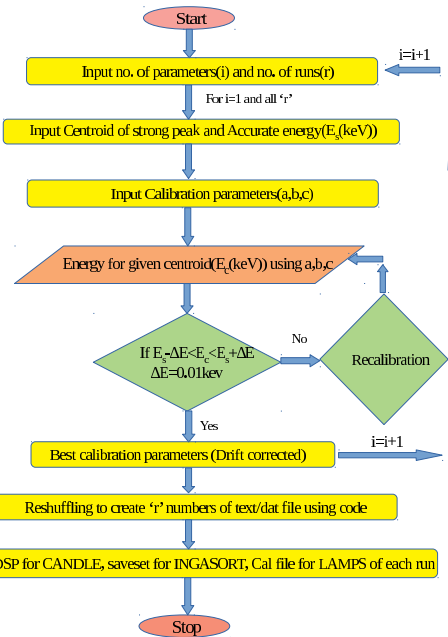 Start
Input no. of parameters(i) and no. of runs(r)
i=i+1
For i=1 and all ‘r’
Input Centroid of strong peak and Accurate energy(Es(keV))
Input Calibration parameters(a,b,c)
Energy for given centroid(Ec(keV)) using a,b,c
If Es-ΔE<Ec<Es+ΔE
ΔE=0.01kev
No
Recalibration
Yes
Best calibration parameters (Drift corrected)
i=i+1
Reshuffling to create ‘r’ numbers of text/dat file using code
for CANDLE, saveset for INGASORT, Cal file for LAMPS of each run
Stop